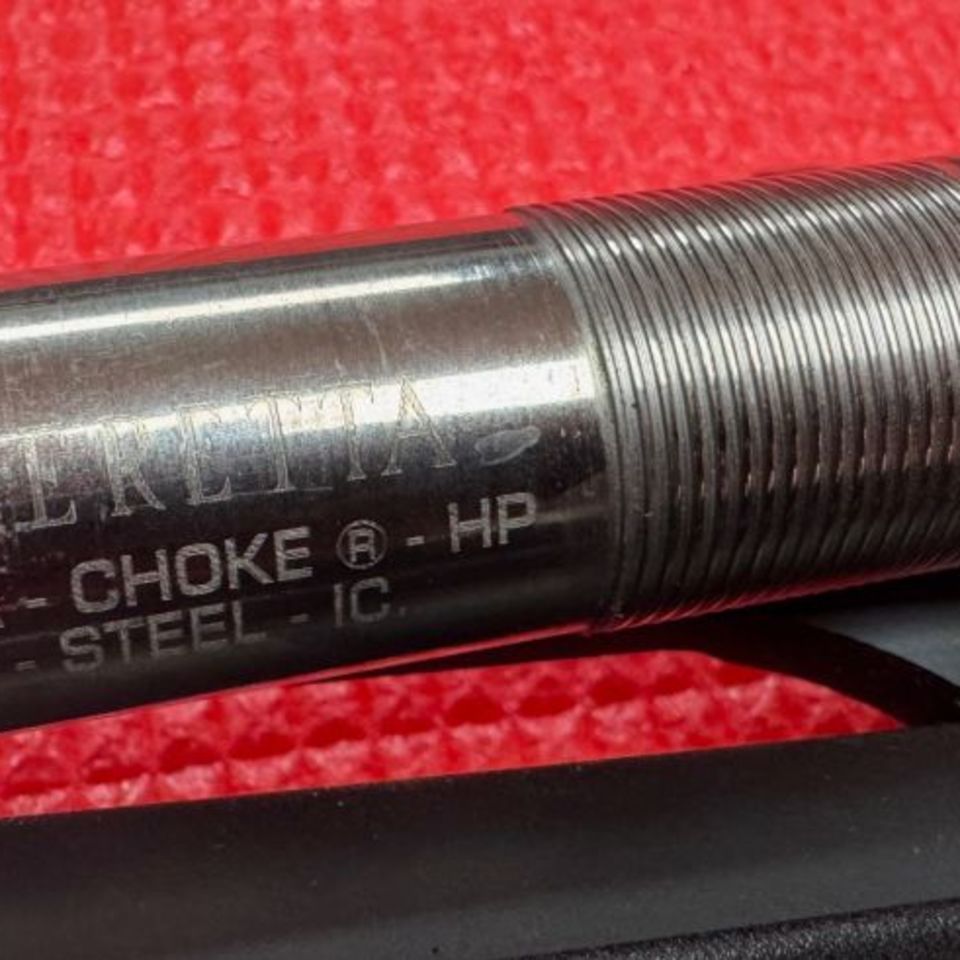 ERETTA
- CHOKE ® - HP
- STEEL - IC.